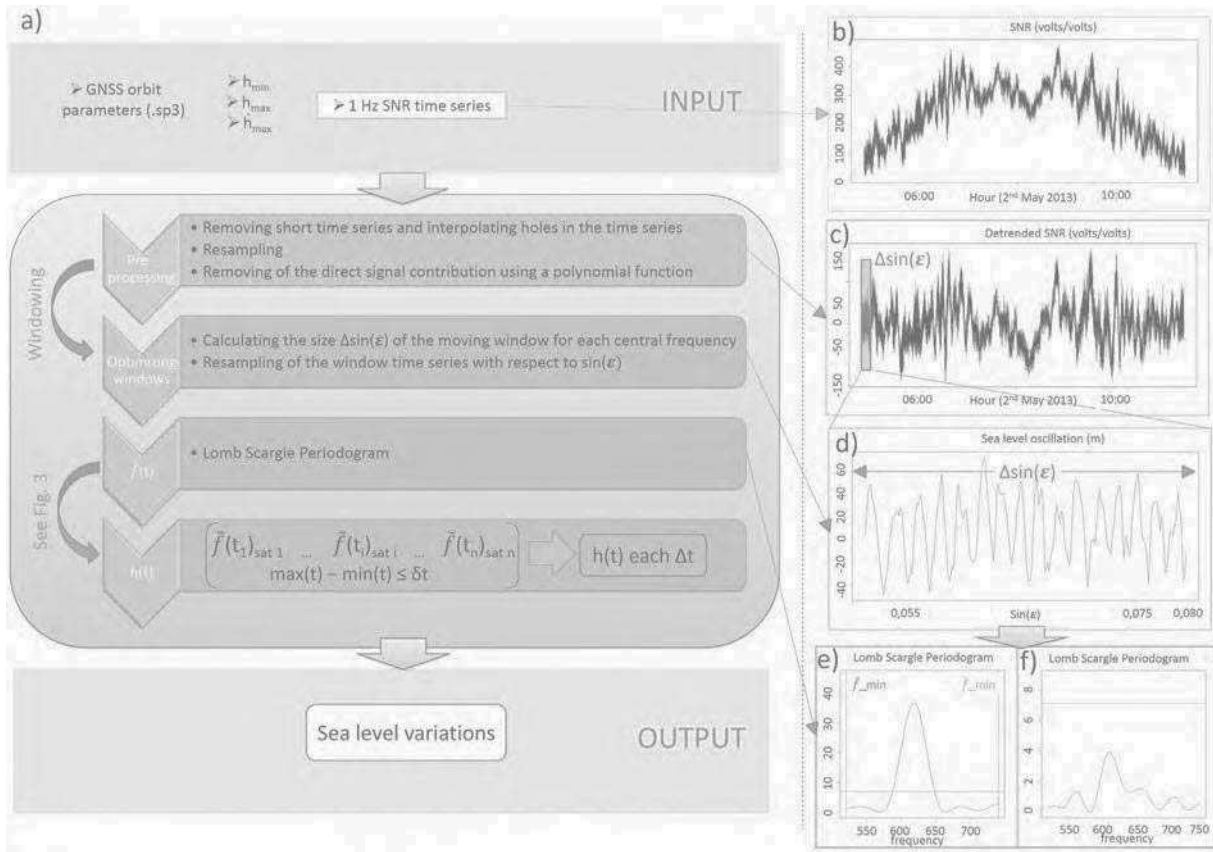 a)
➢ GNSS orbit
parameters (.sp3)
➢ hmin
➢ hmax
➢ ḣmax
➢ 1 Hz SNR time series
INPUT
Windowing
Pre
processing
• Removing short time series and interpolating holes in the time series
• Resampling
• Removing of the direct signal contribution using a polynomial function
Optimizing
windows
• Calculating the size Δsin(ε) of the moving window for each central frequency
• Resampling of the window time series with respect to sin(ε)
See Fig. 3
• Lomb Scargle Periodogram
h(t)
f̃(t1)sat 1 ... f̃(ti)sat i ... f̃(tn)sat n
max(t) – min(t) ≤ δt
h(t) each Δt
Sea level variations
OUTPUT
b)
SNR (volts/volts)
400
300
200
100
0
06:00
Hour (2nd May 2013)
10:00
c)
Detrended SNR (volts/volts)
Δsin(ε)
150
50
0
-50
-150
06:00
Hour (2nd May 2013)
10:00
d)
Sea level oscillation (m)
Δsin(ε)
60
40
20
0
-20
-40
0,055
Sin(ε)
0,075
0,080
e)
Lomb Scargle Periodogram
f̃_min
f̃_min
40
30
20
10
0
550
600
650
700
frequency
f)
Lomb Scargle Periodogram
8
6
4
2
0
550
600
650
700
750
frequency